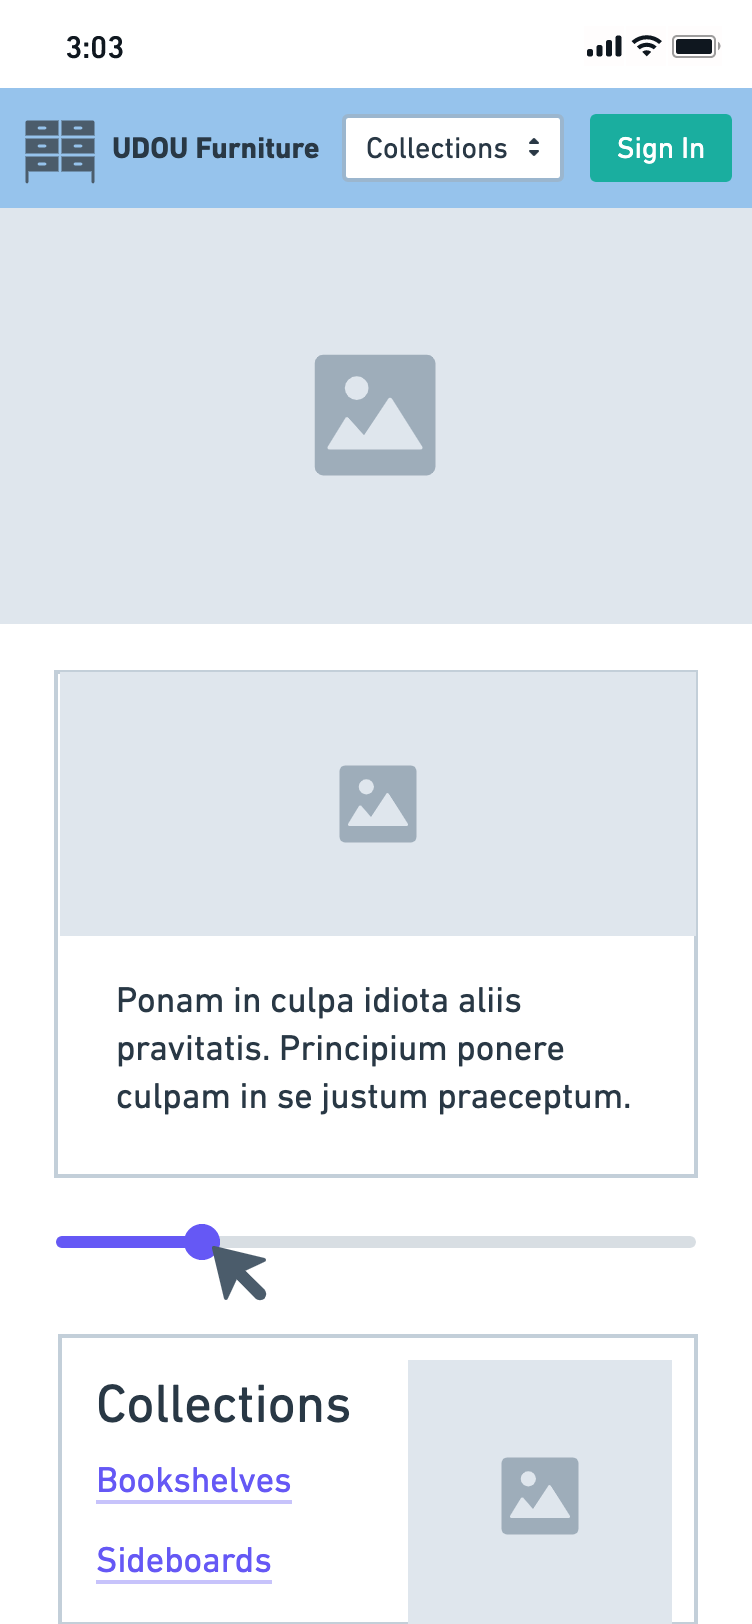 3:03
UDOU Furniture
Collections
Sign In
Ponam in culpa idiota aliis
pravitatis. Principium ponere
culpam in se justum praeceptum.
Collections
Bookshelves
Sideboards